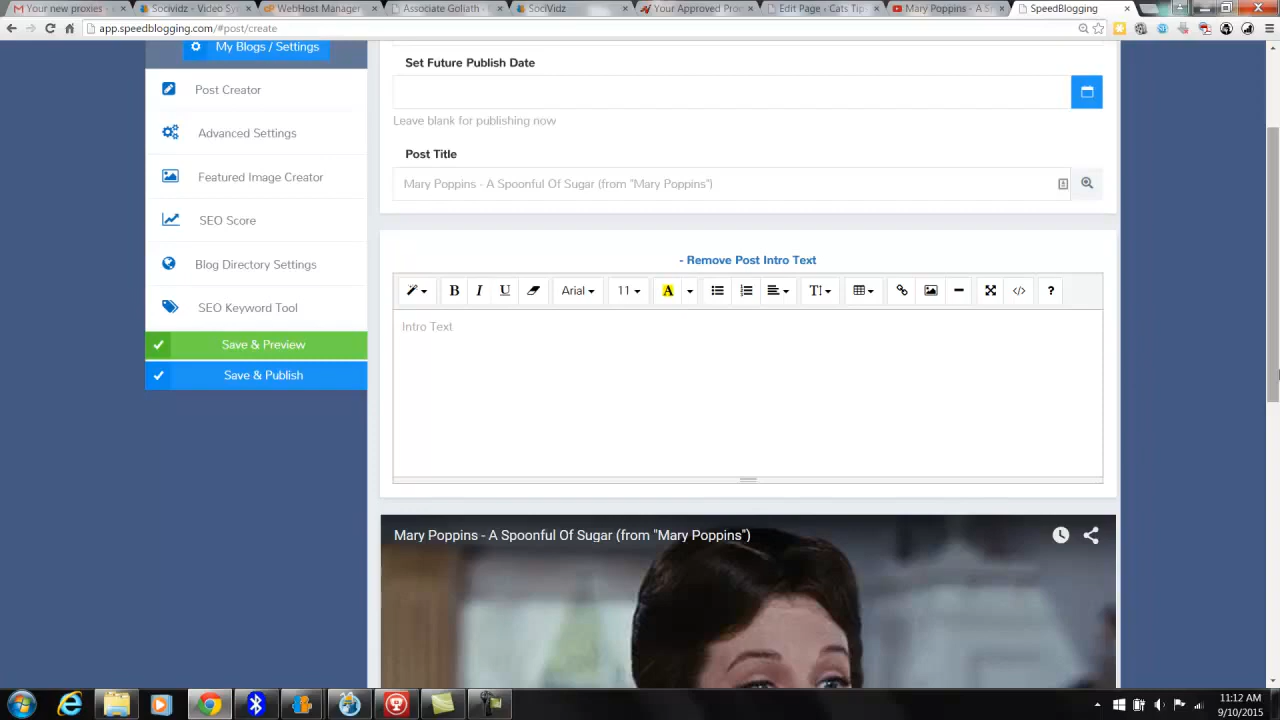 Your new proxies -
Socividz - Video Syn
WebHost Manager
Associate Goliath -
SociVidz
Your Approved Pro
Edit Page ‹ Cats Tip
Mary Poppins - A S
SpeedBlogging
app.speedblogging.com/#post/create
My Blogs / Settings
Set Future Publish Date
Post Creator
Leave blank for publishing now
Advanced Settings
Post Title
Featured Image Creator
Mary Poppins - A Spoonful Of Sugar (from "Mary Poppins")
SEO Score
Blog Directory Settings
- Remove Post Intro Text
B I U Arial 11 A T </> ?
SEO Keyword Tool
Intro Text
Save & Preview
Save & Publish
Mary Poppins - A Spoonful Of Sugar (from "Mary Poppins")
11:12 AM
9/10/2015